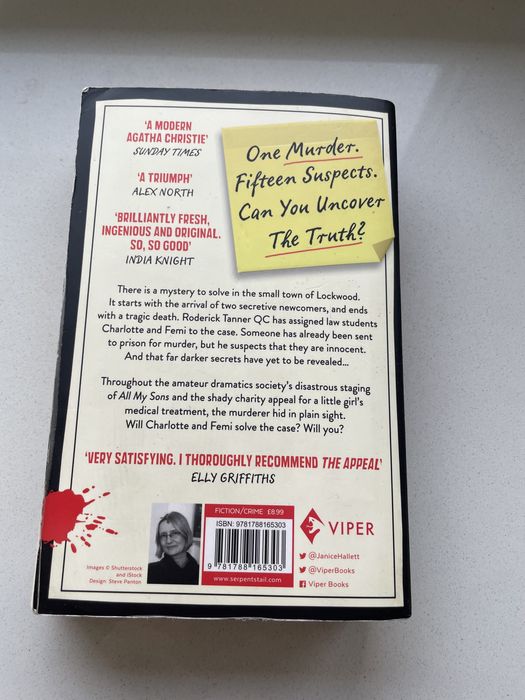 'A MODERN
AGATHA CHRISTIE'
SUNDAY TIMES
'A TRIUMPH'
ALEX NORTH
'BRILLIANTLY FRESH,
INGENIOUS AND ORIGINAL.
SO, SO GOOD'
INDIA KNIGHT
One Murder.
Fifteen Suspects.
Can You Uncover
The Truth?
There is a mystery to solve in the small town of Lockwood.
It starts with the arrival of two secretive newcomers, and ends
with a tragic death. Roderick Tanner QC has assigned law students
Charlotte and Femi to the case. Someone has already been sent
to prison for murder, but he suspects that they are innocent.
And that far darker secrets have yet to be revealed...
Throughout the amateur dramatics society's disastrous staging
of All My Sons and the shady charity appeal for a little girl's
medical treatment, the murderer hid in plain sight.
Will Charlotte and Femi solve the case? Will you?
'VERY SATISFYING. I THOROUGHLY RECOMMEND THE APPEAL'
ELLY GRIFFITHS
Images © Shutterstock
and iStock
Design: Steve Panton
FICTION/CRIME £8.99
ISBN: 9781788165303
9 781788 165303
www.serpentstail.com
VIPER
@JaniceHallett
@ViperBooks
Viper Books